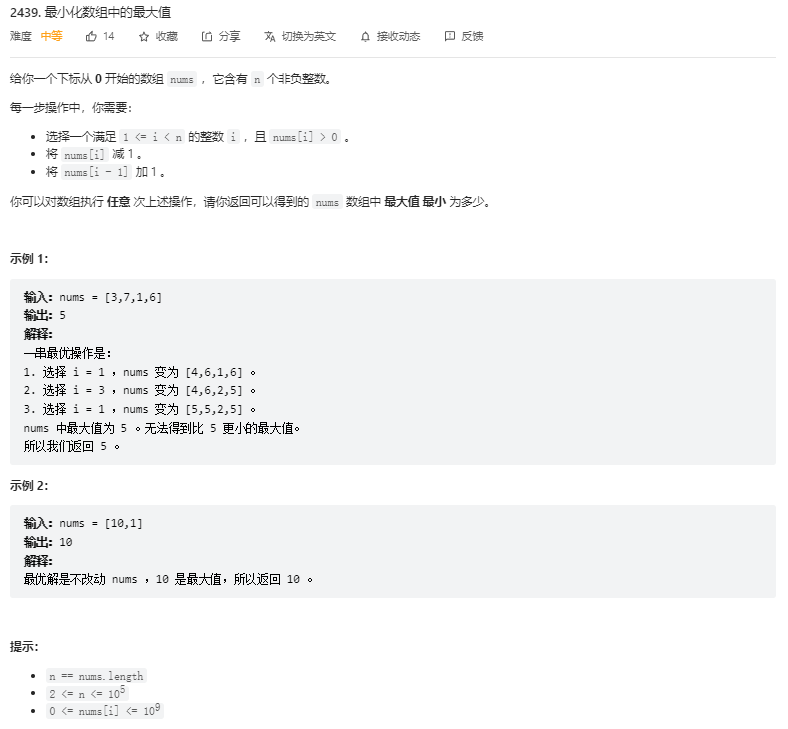 2439. 最小化数组中的最大值
难度 中等 14 收藏 分享 切换为英文 接收动态 反馈
给你一个下标从 0 开始的数组 nums ，它含有 n 个非负整数。
每一步操作中，你需要：
选择一个满足 1 <= i < n 的整数 i ，且 nums[i] > 0 。
将 nums[i] 减 1 。
将 nums[i - 1] 加 1 。
你可以对数组执行 任意 次上述操作，请你返回可以得到的 nums 数组中 最大值 最小 为多少。
示例 1：
输入：nums = [3,7,1,6]
输出：5
解释：
一串最优操作是：
1. 选择 i = 1 ，nums 变为 [4,6,1,6] 。
2. 选择 i = 3 ，nums 变为 [4,6,2,5] 。
3. 选择 i = 1 ，nums 变为 [5,5,2,5] 。
nums 中最大值为 5 。无法得到比 5 更小的最大值。
所以我们返回 5 。
示例 2：
输入：nums = [10,1]
输出：10
解释：
最优解是不改动 nums ，10 是最大值，所以返回 10 。
提示：
n == nums.length
2 <= n <= 10⁵
0 <= nums[i] <= 10⁹